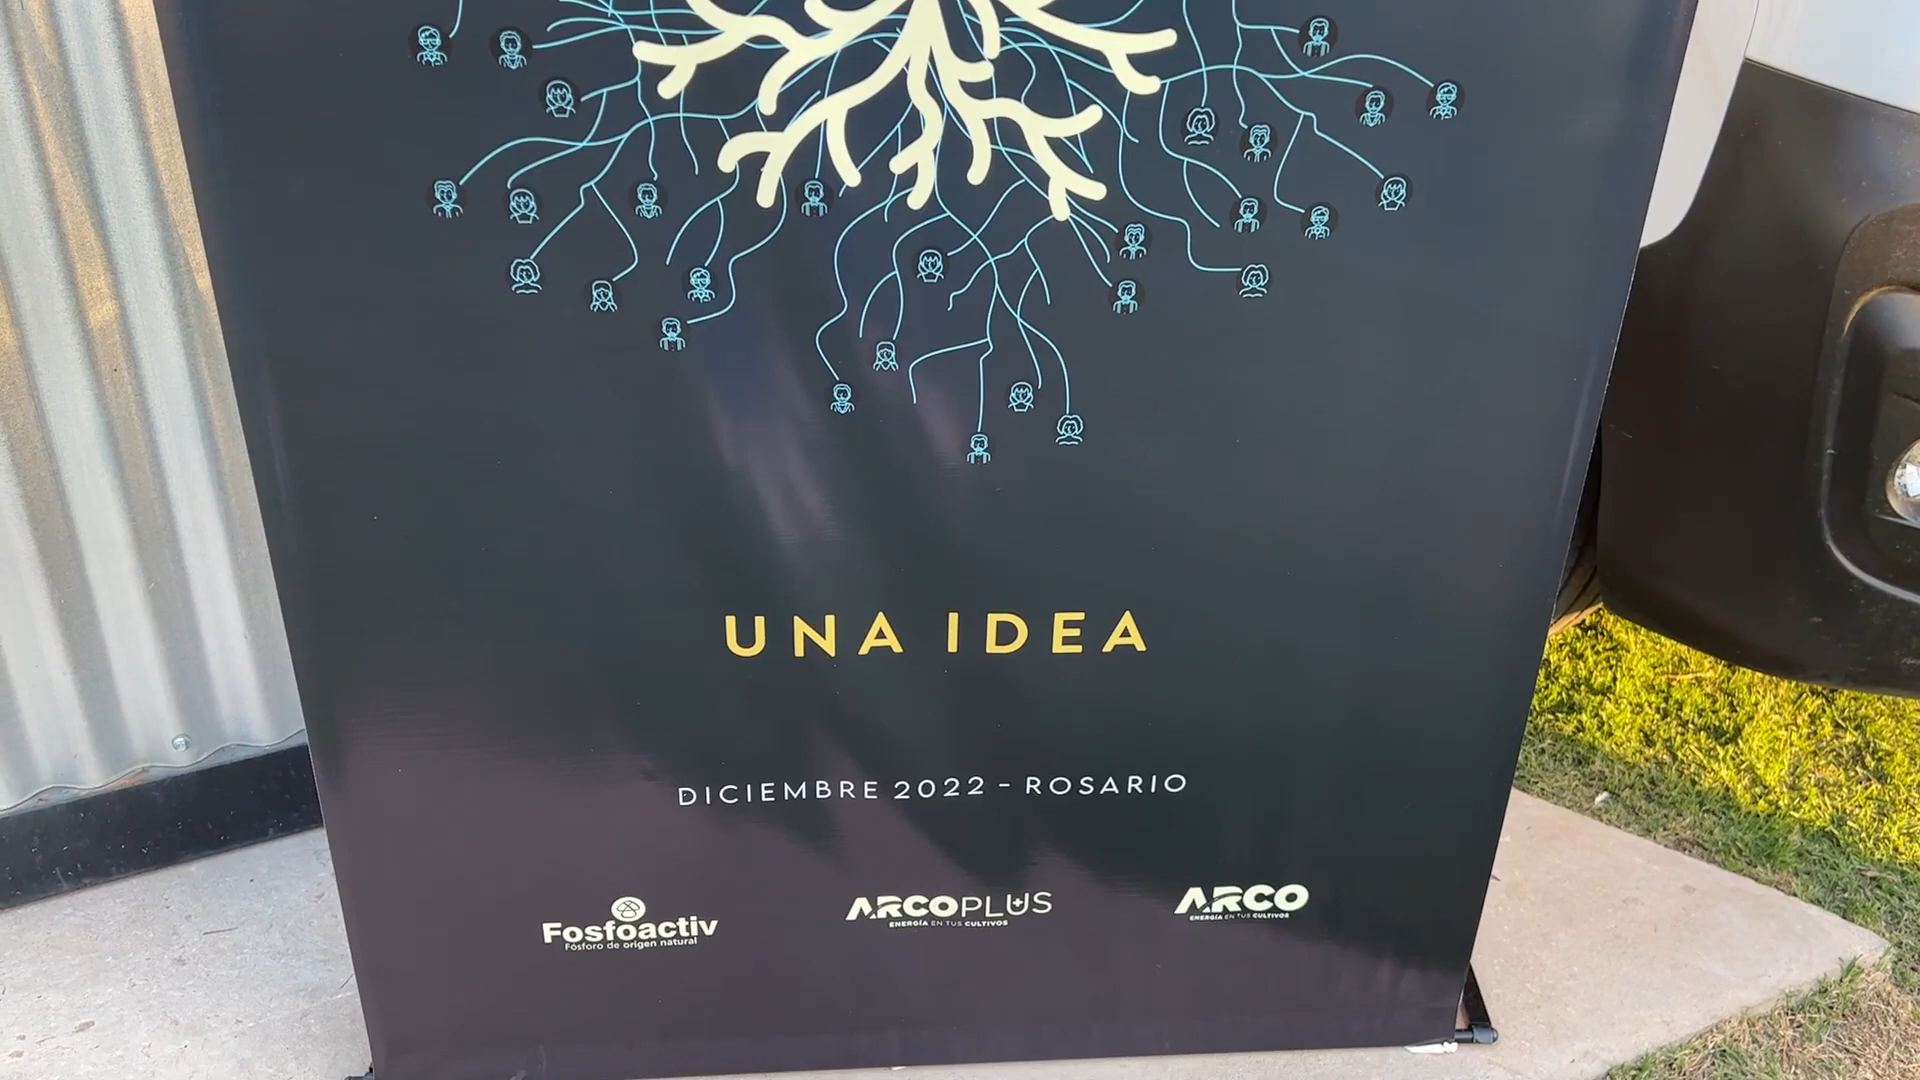 UNA IDEA
DICIEMBRE 2022 - ROSARIO
Fosfoactiv
Fósforo de origen natural
ARCOPLUS
ENERGÍA EN TUS CULTIVOS
ARCO
ENERGÍA EN TUS CULTIVOS